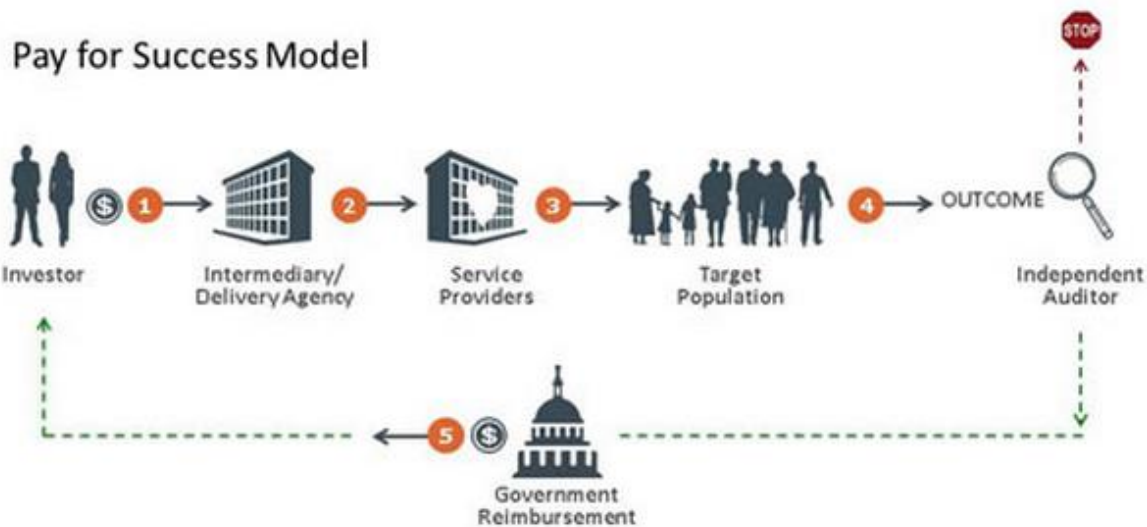 Pay for Success Model
STOP
$ 1
2
3
4
OUTCOME
Investor
Intermediary/
Delivery Agency
Service
Providers
Target
Population
Independent
Auditor
5 $
Government
Reimbursement